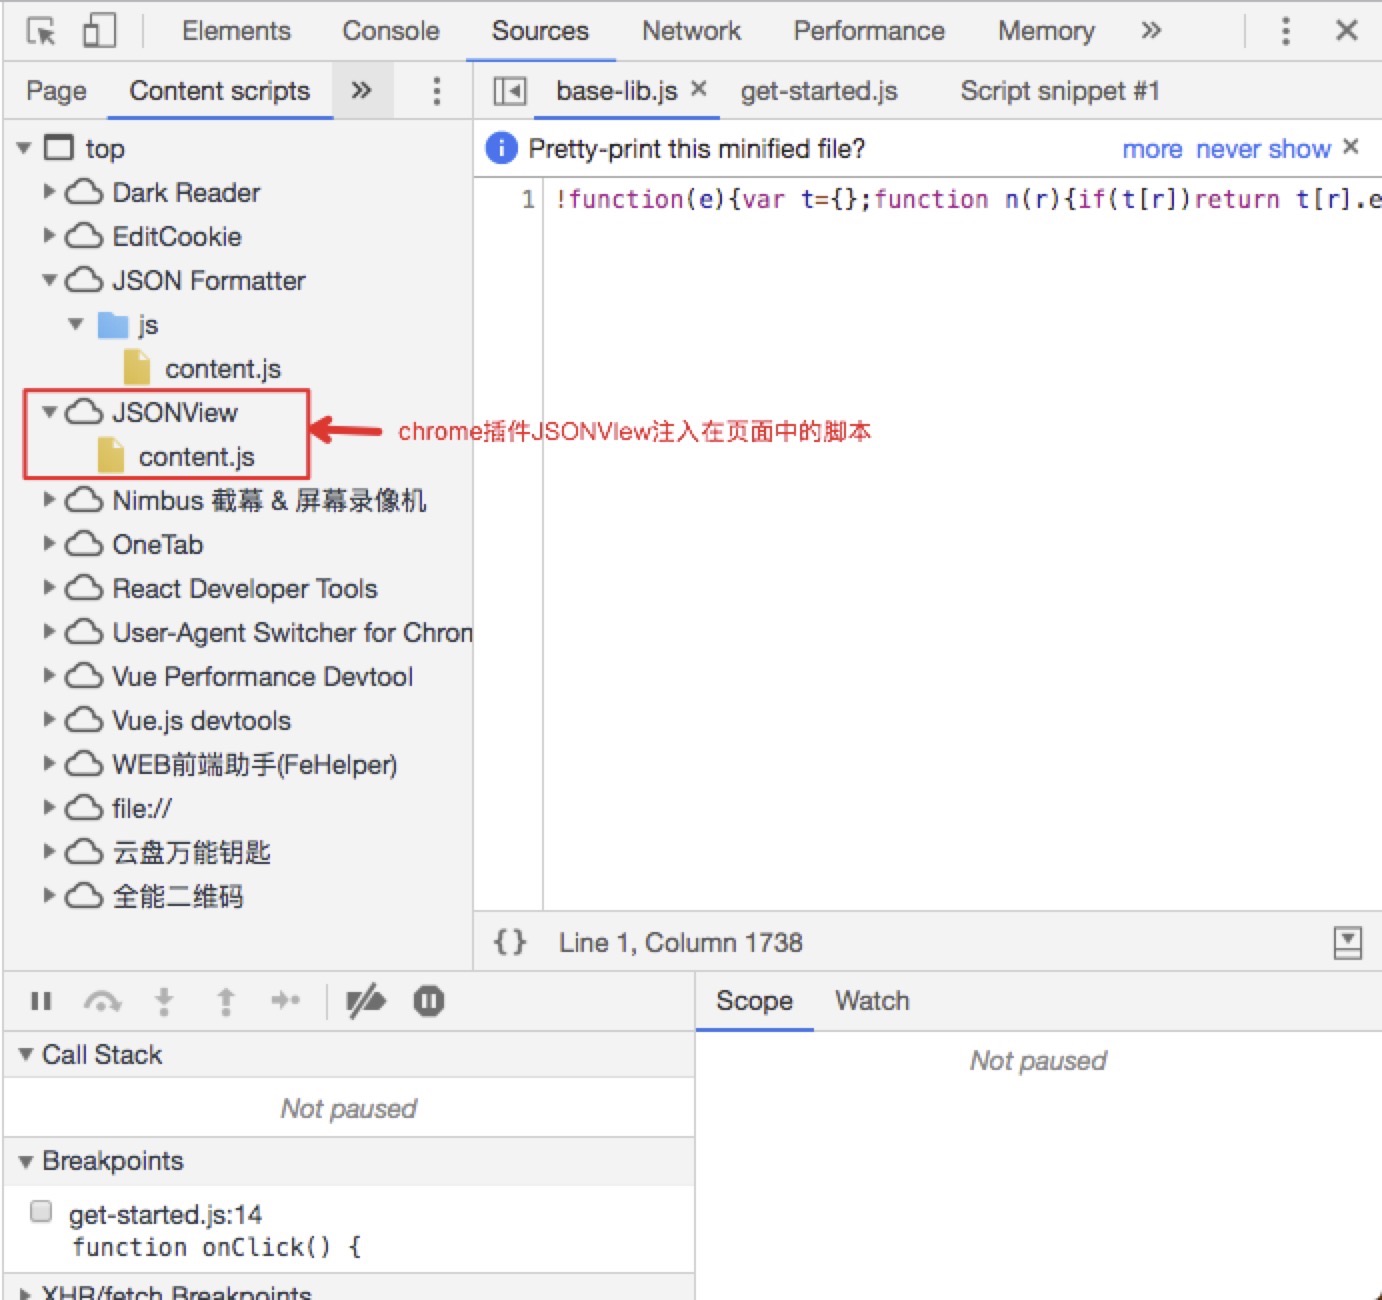 Elements Console Sources Network Performance Memory »
Page Content scripts » base-lib.js × get-started.js Script snippet #1
top
Pretty-print this minified file? more never show ×
Dark Reader
1 !function(e){var t={};function n(r){if(t[r])return t[r].e
EditCookie
JSON Formatter
js
content.js
JSONView
chrome插件JSONVIew注入在页面中的脚本
content.js
Nimbus 截幕 & 屏幕录像机
OneTab
React Developer Tools
User-Agent Switcher for Chrom
Vue Performance Devtool
Vue.js devtools
WEB前端助手(FeHelper)
file://
云盘万能钥匙
全能二维码
{} Line 1, Column 1738
Scope Watch
Call Stack
Not paused
Not paused
Breakpoints
get-started.js:14
function onClick() {
XHR/fetch Breakpoints